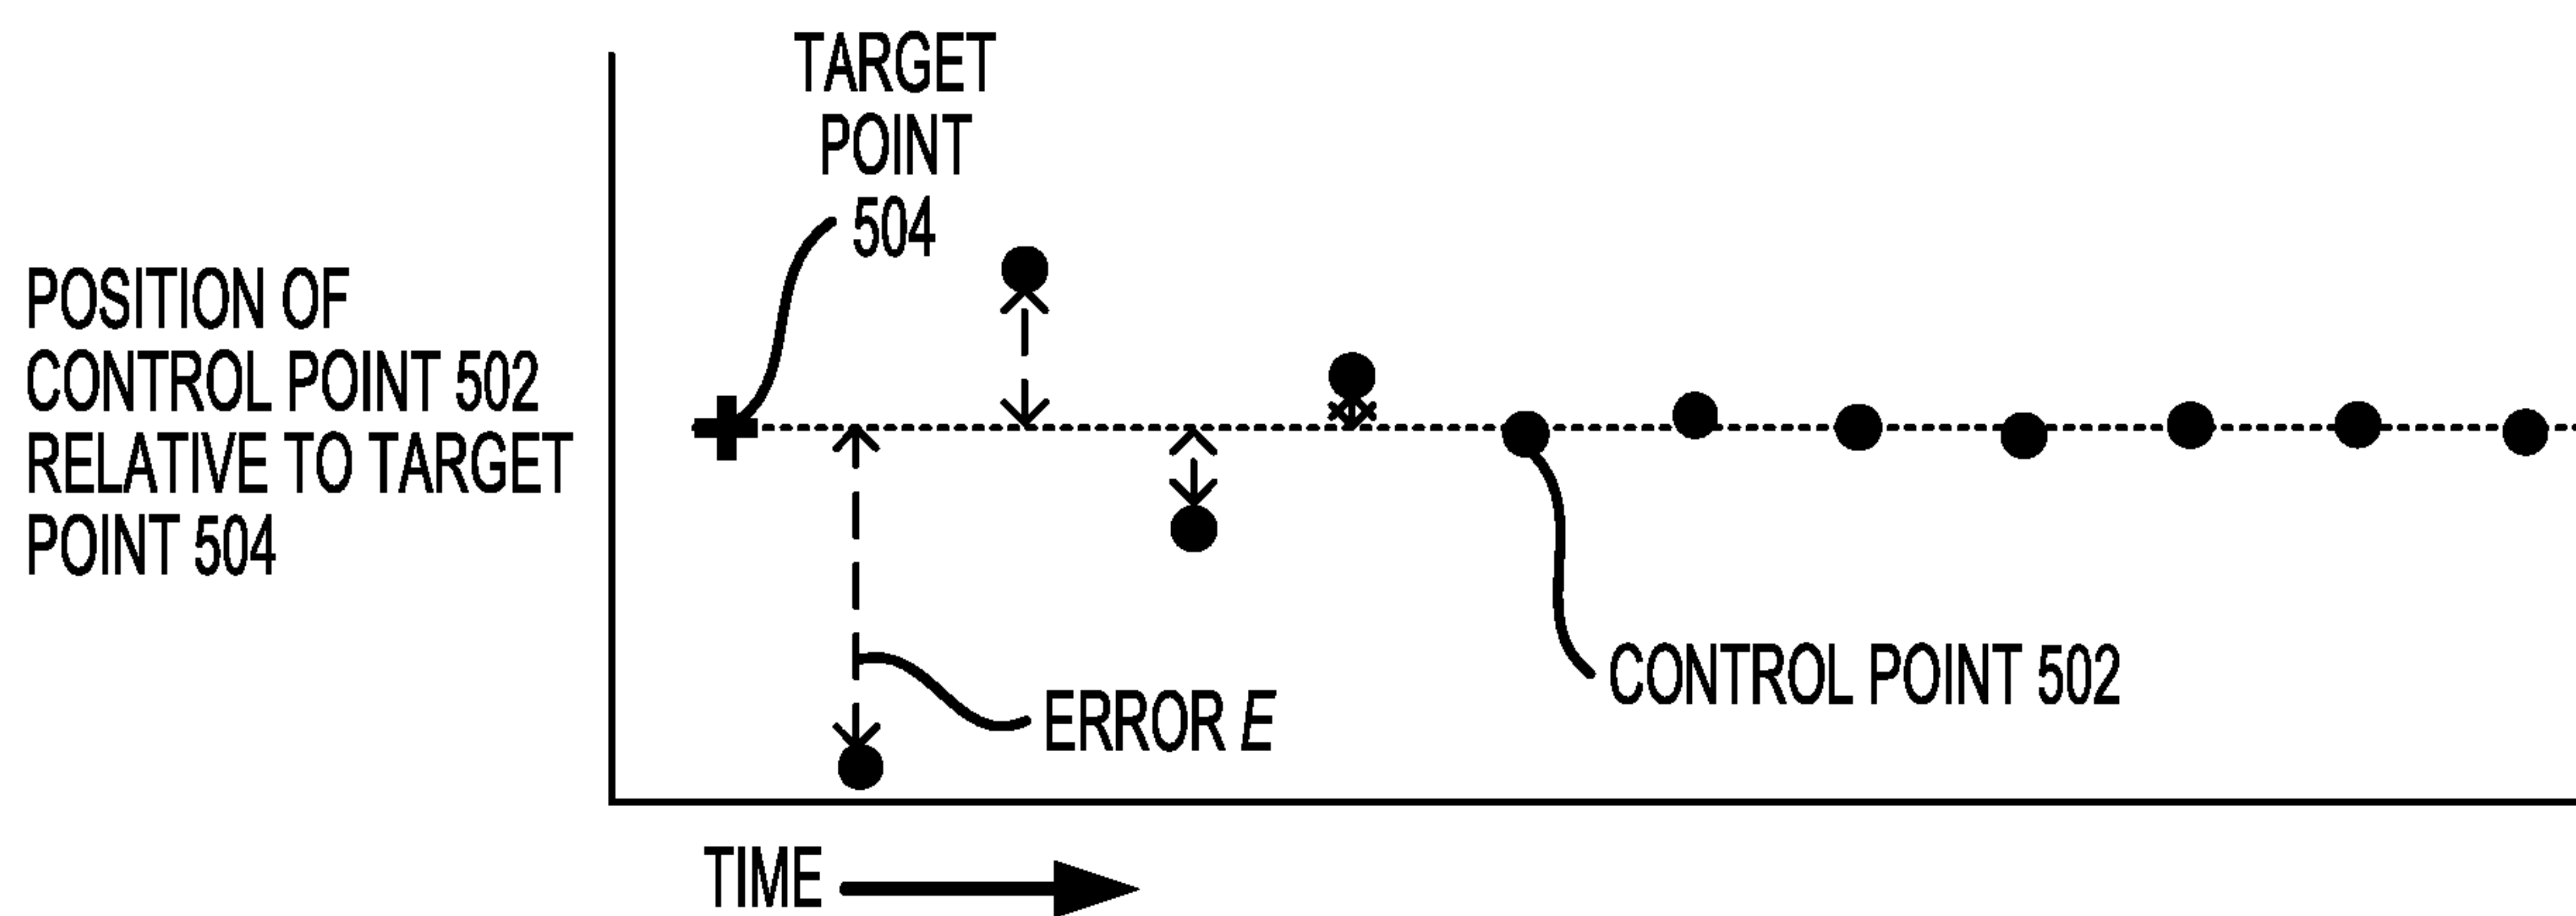 TARGET
POINT
504
POSITION OF
CONTROL POINT 502
RELATIVE TO TARGET
POINT 504
CONTROL POINT 502
ERROR E
TIME